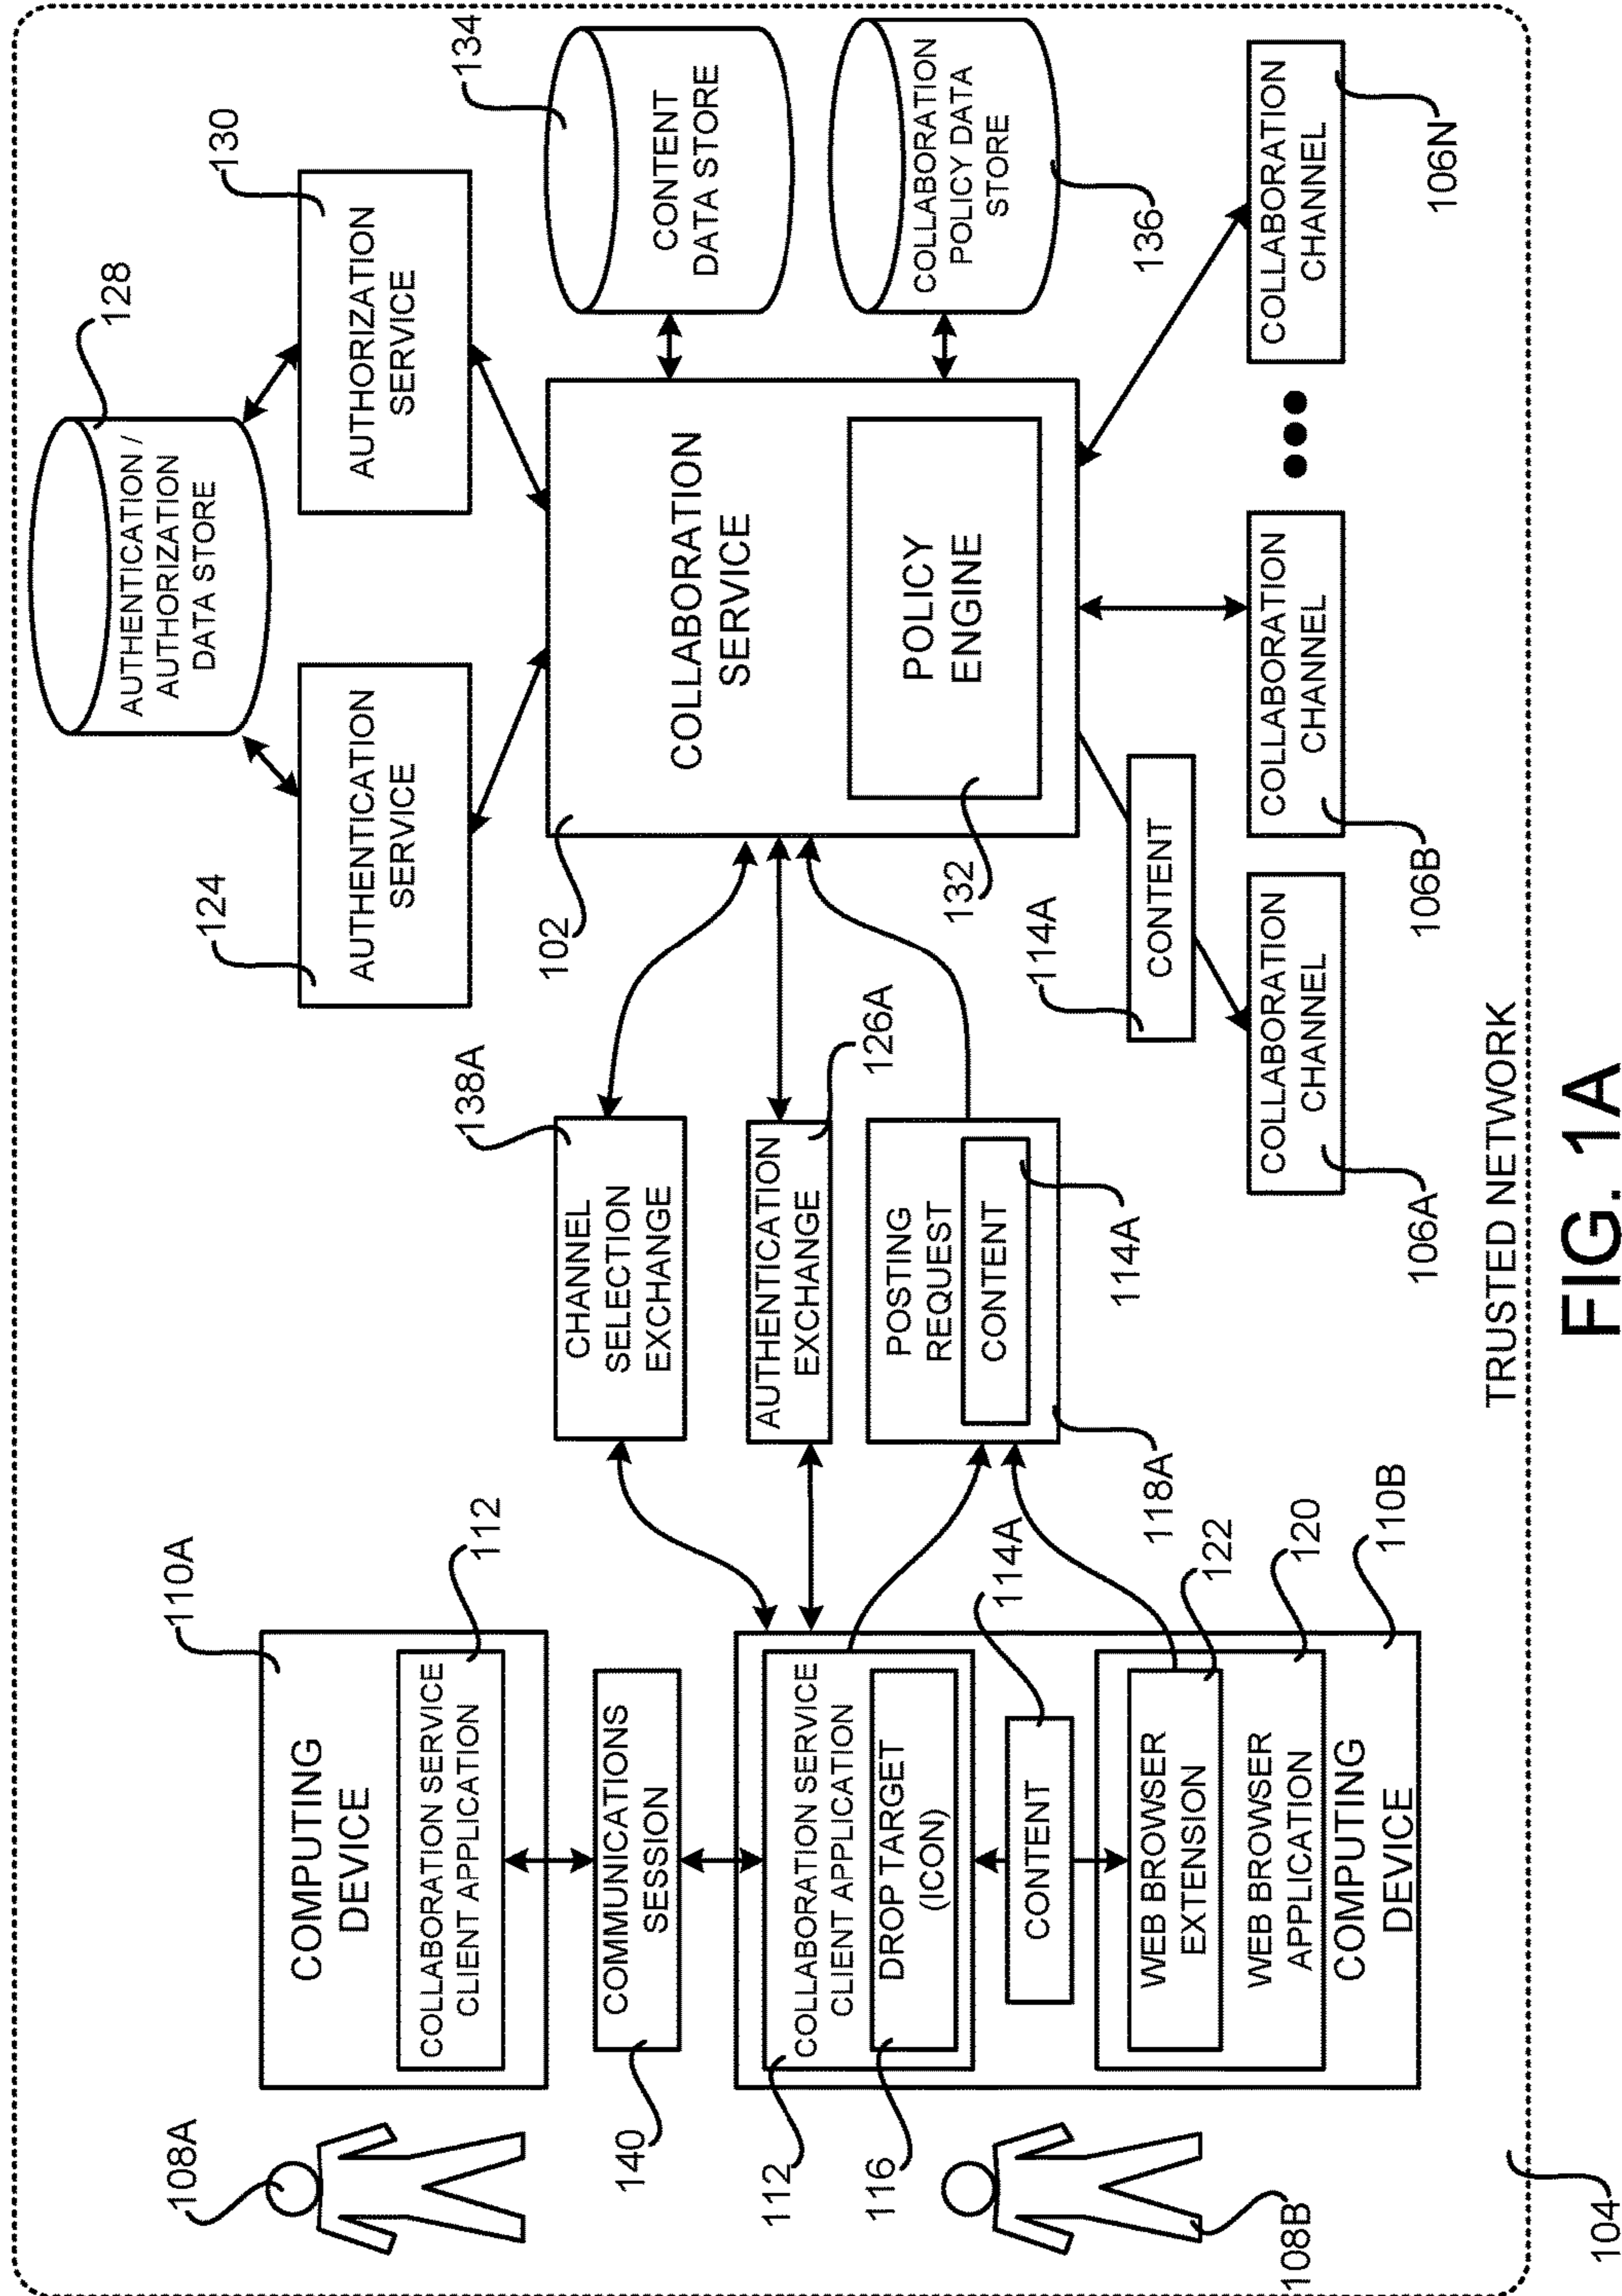 108A
110A
COMPUTING
DEVICE
COLLABORATION SERVICE
CLIENT APPLICATION
112
COMMUNICATIONS
SESSION
140
112
COLLABORATION SERVICE
CLIENT APPLICATION
DROP TARGET
(ICON)
116
CONTENT
114A
WEB BROWSER
EXTENSION
122
WEB BROWSER
APPLICATION
120
COMPUTING
DEVICE
110B
108B
104
138A
CHANNEL
SELECTION
EXCHANGE
AUTHENTICATION
EXCHANGE
126A
POSTING
REQUEST
CONTENT
114A
118A
124
AUTHENTICATION
SERVICE
AUTHENTICATION /
AUTHORIZATION
DATA STORE
128
AUTHORIZATION
SERVICE
130
102
COLLABORATION
SERVICE
POLICY
ENGINE
132
CONTENT
DATA STORE
134
COLLABORATION
POLICY DATA
STORE
136
114A
CONTENT
COLLABORATION
CHANNEL
106A
COLLABORATION
CHANNEL
106B
COLLABORATION
CHANNEL
106N
TRUSTED NETWORK
FIG. 1A